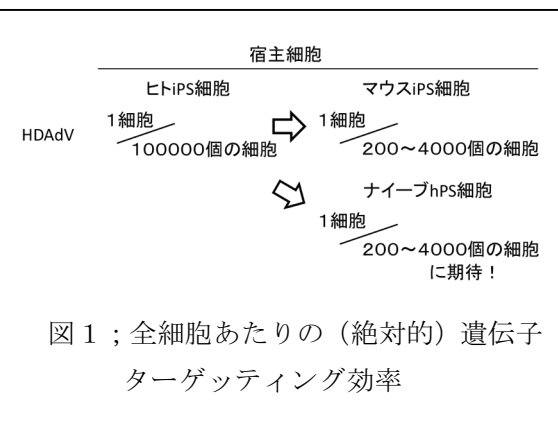 宿主細胞
ヒトiPS細胞
マウスiPS細胞
HDAdV
1細胞
100000個の細胞
1細胞
200～4000個の細胞
ナイーブhPS細胞
1細胞
200～4000個の細胞
に期待！
図1；全細胞あたりの（絶対的）遺伝子
ターゲッティング効率